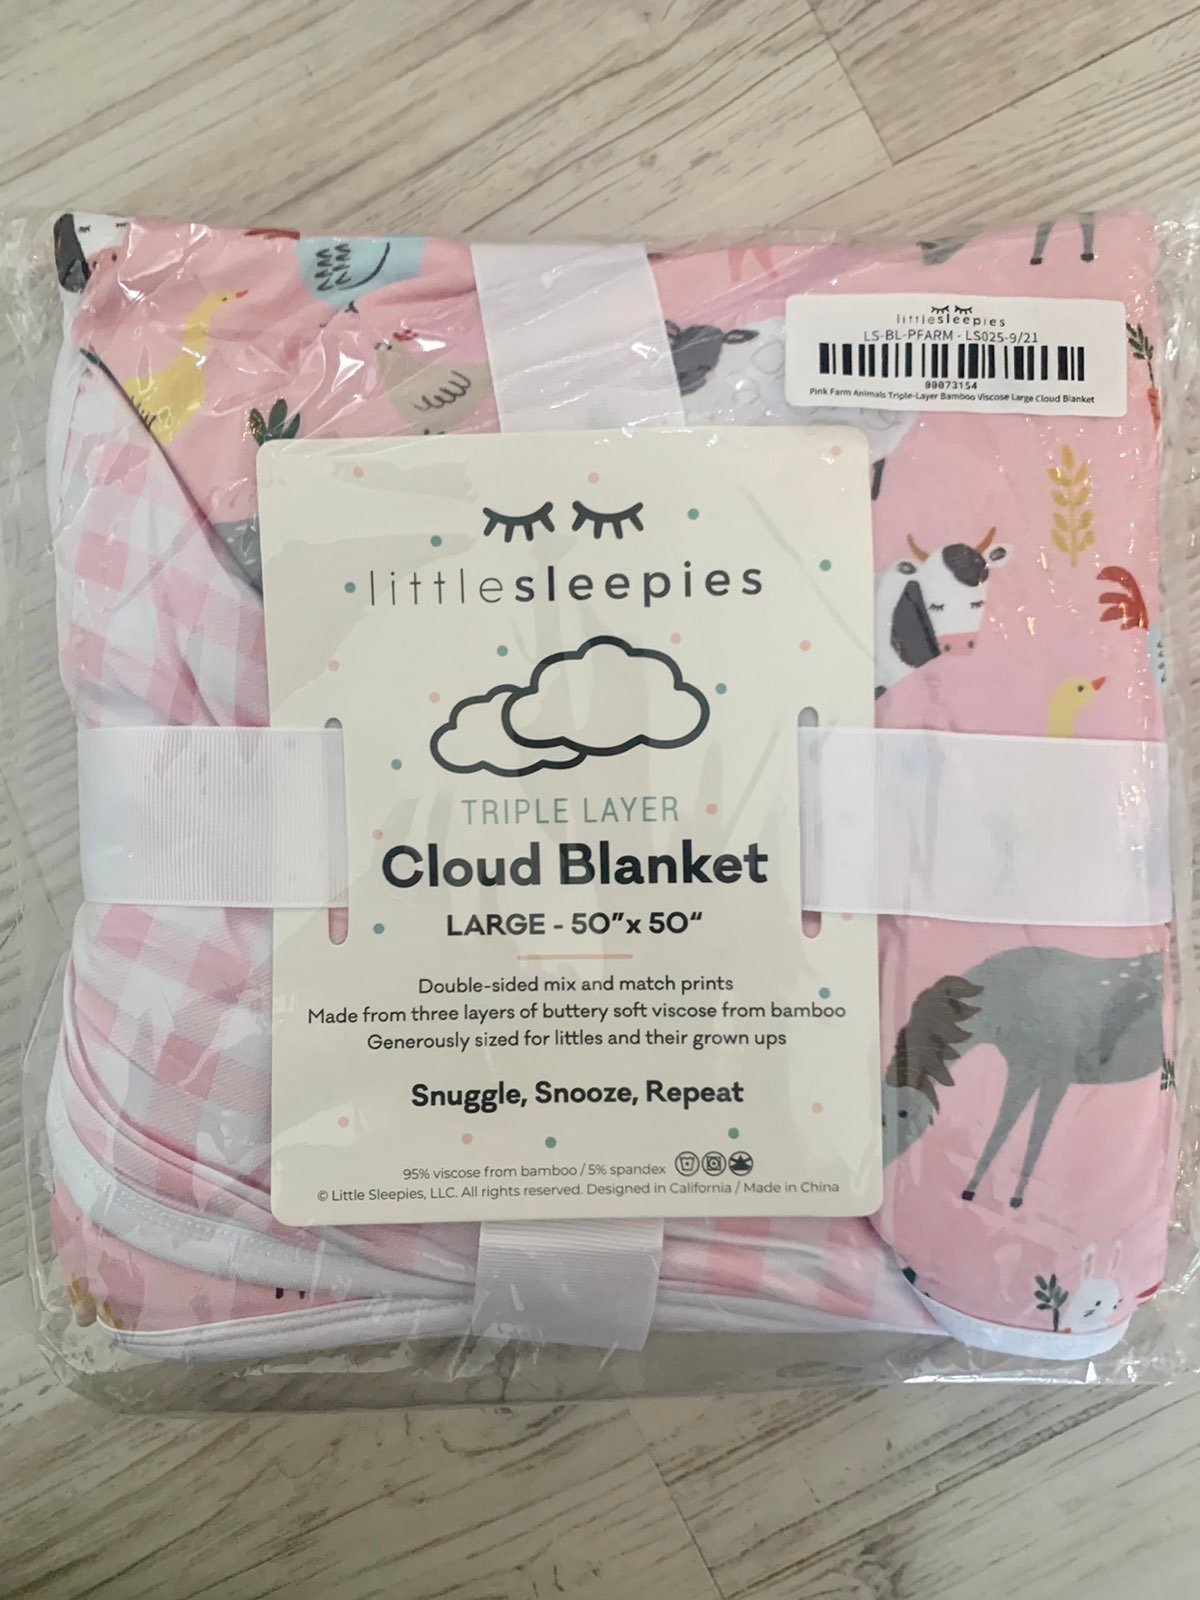 littlesleepies
LS-BL-PFARM - LS025-9/21
00073154
Pink Farm Animals Triple-Layer Bamboo Viscose Large Cloud Blanket
littlesleepies
TRIPLE LAYER
Cloud Blanket
LARGE - 50”x 50“
Double-sided mix and match prints
Made from three layers of buttery soft viscose from bamboo
Generously sized for littles and their grown ups
Snuggle, Snooze, Repeat
95% viscose from bamboo / 5% spandex
© Little Sleepies, LLC. All rights reserved. Designed in California / Made in China